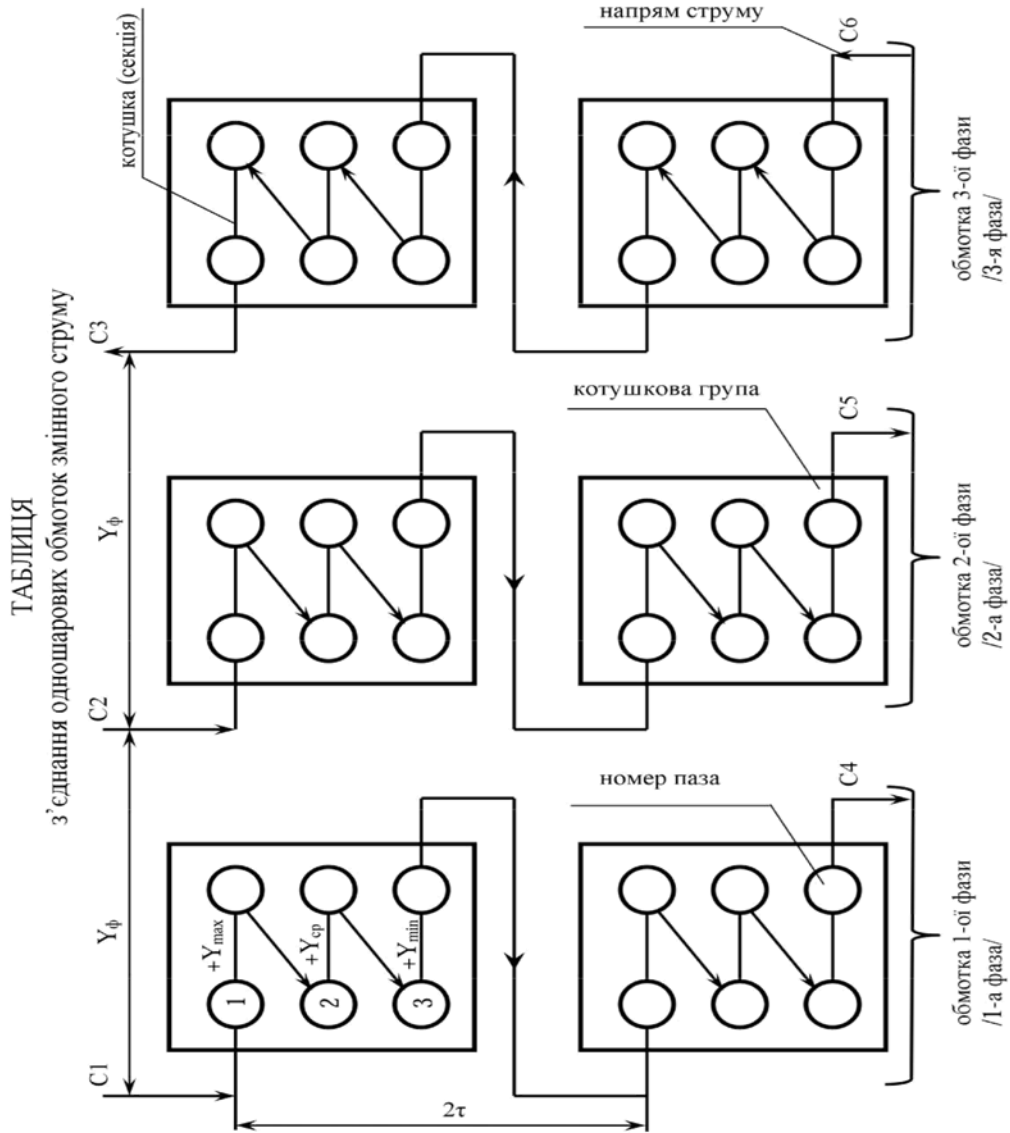 ТАБЛИЦЯ
з’єднання одношарових обмоток змінного струму
C1
Yф
C2
Yф
C3
котушка (секція)
1
+Ymax
2
+Yср
3
+Ymin
2τ
номер паза
C4
котушкова група
C5
напрям струму
C6
обмотка 1-ої фази
/1-а фаза/
обмотка 2-ої фази
/2-а фаза/
обмотка 3-ої фази
/3-я фаза/